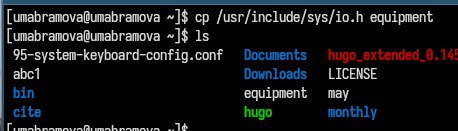 [umabramova@umabramova ~]$ cp /usr/include/sys/io.h equipment
[umabramova@umabramova ~]$ ls
95-system-keyboard-config.conf Documents hugo_extended_0.145
abc1 Downloads LICENSE
bin equipment may
cite hugo monthly
[umabramova@umabramova ~]$